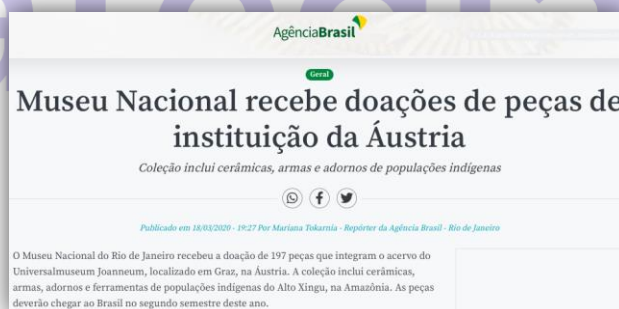 AgênciaBrasil
Geral
Museu Nacional recebe doações de peças de
instituição da Áustria
Coleção inclui cerâmicas, armas e adornos de populações indígenas
Publicado em 18/03/2020 - 19:27 Por Mariana Tokarnia - Repórter da Agência Brasil - Rio de Janeiro
O Museu Nacional do Rio de Janeiro recebeu a doação de 197 peças que integram o acervo do
Universalmuseum Joanneum, localizado em Graz, na Áustria. A coleção inclui cerâmicas,
armas, adornos e ferramentas de populações indígenas do Alto Xingu, na Amazônia. As peças
deverão chegar ao Brasil no segundo semestre deste ano.